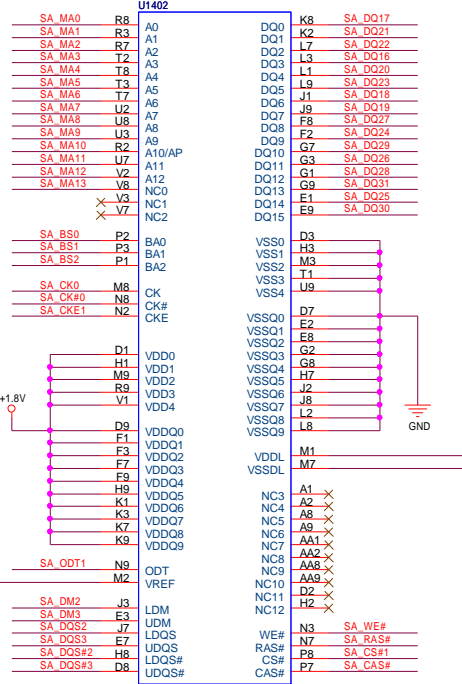 U1402
SA_MA0 R8 A0 DQ0 K8 SA_DQ17
SA_MA1 R3 A1 DQ1 K2 SA_DQ21
SA_MA2 R7 A2 DQ2 L7 SA_DQ22
SA_MA3 T2 A3 DQ3 L3 SA_DQ16
SA_MA4 T8 A4 DQ4 L1 SA_DQ20
SA_MA5 T3 A5 DQ5 L9 SA_DQ23
SA_MA6 T7 A6 DQ6 J1 SA_DQ18
SA_MA7 U2 A7 DQ7 J9 SA_DQ19
SA_MA8 U8 A8 DQ8 F8 SA_DQ27
SA_MA9 U3 A9 DQ9 F2 SA_DQ24
SA_MA10 R2 A10/AP DQ10 G7 SA_DQ29
SA_MA11 U7 A11 DQ11 G3 SA_DQ26
SA_MA12 V2 A12 DQ12 G1 SA_DQ28
SA_MA13 V8 NC0 DQ13 G9 SA_DQ31
V3 NC1 DQ14 E1 SA_DQ25
V7 NC2 DQ15 E9 SA_DQ30
SA_BS0 P2 BA0 VSS0 D3
SA_BS1 P3 BA1 VSS1 H3
SA_BS2 P1 BA2 VSS2 M3
VSS3 T1
SA_CK0 M8 CK VSS4 U9
SA_CK#0 N8 CK#
SA_CKE1 N2 CKE VSSQ0 D7
VSSQ1 E2
VSSQ2 E8
D1 VDD0 VSSQ3 G2
H1 VDD1 VSSQ4 G8
M9 VDD2 VSSQ5 H7
R9 VDD3 VSSQ6 J2
+1.8V V1 VDD4 VSSQ7 J8
VSSQ8 L2
D9 VDDQ0 VSSQ9 L8 GND
F1 VDDQ1
F3 VDDQ2 VDDL M1
F7 VDDQ3 VSSDL M7
F9 VDDQ4
H9 VDDQ5 NC3 A1
K1 VDDQ6 NC4 A2
K3 VDDQ7 NC5 A8
K7 VDDQ8 NC6 A9
K9 VDDQ9 NC7 AA1
NC8 AA2
SA_ODT1 N9 ODT NC9 AA8
M2 VREF NC10 AA9
NC11 D2
SA_DM2 J3 LDM NC12 H2
SA_DM3 E3 UDM
SA_DQS2 J7 LDQS WE# N3 SA_WE#
SA_DQS3 E7 UDQS RAS# N7 SA_RAS#
SA_DQS#2 H8 LDQS# CS# P8 SA_CS#1
SA_DQS#3 D8 UDQS# CAS# P7 SA_CAS#